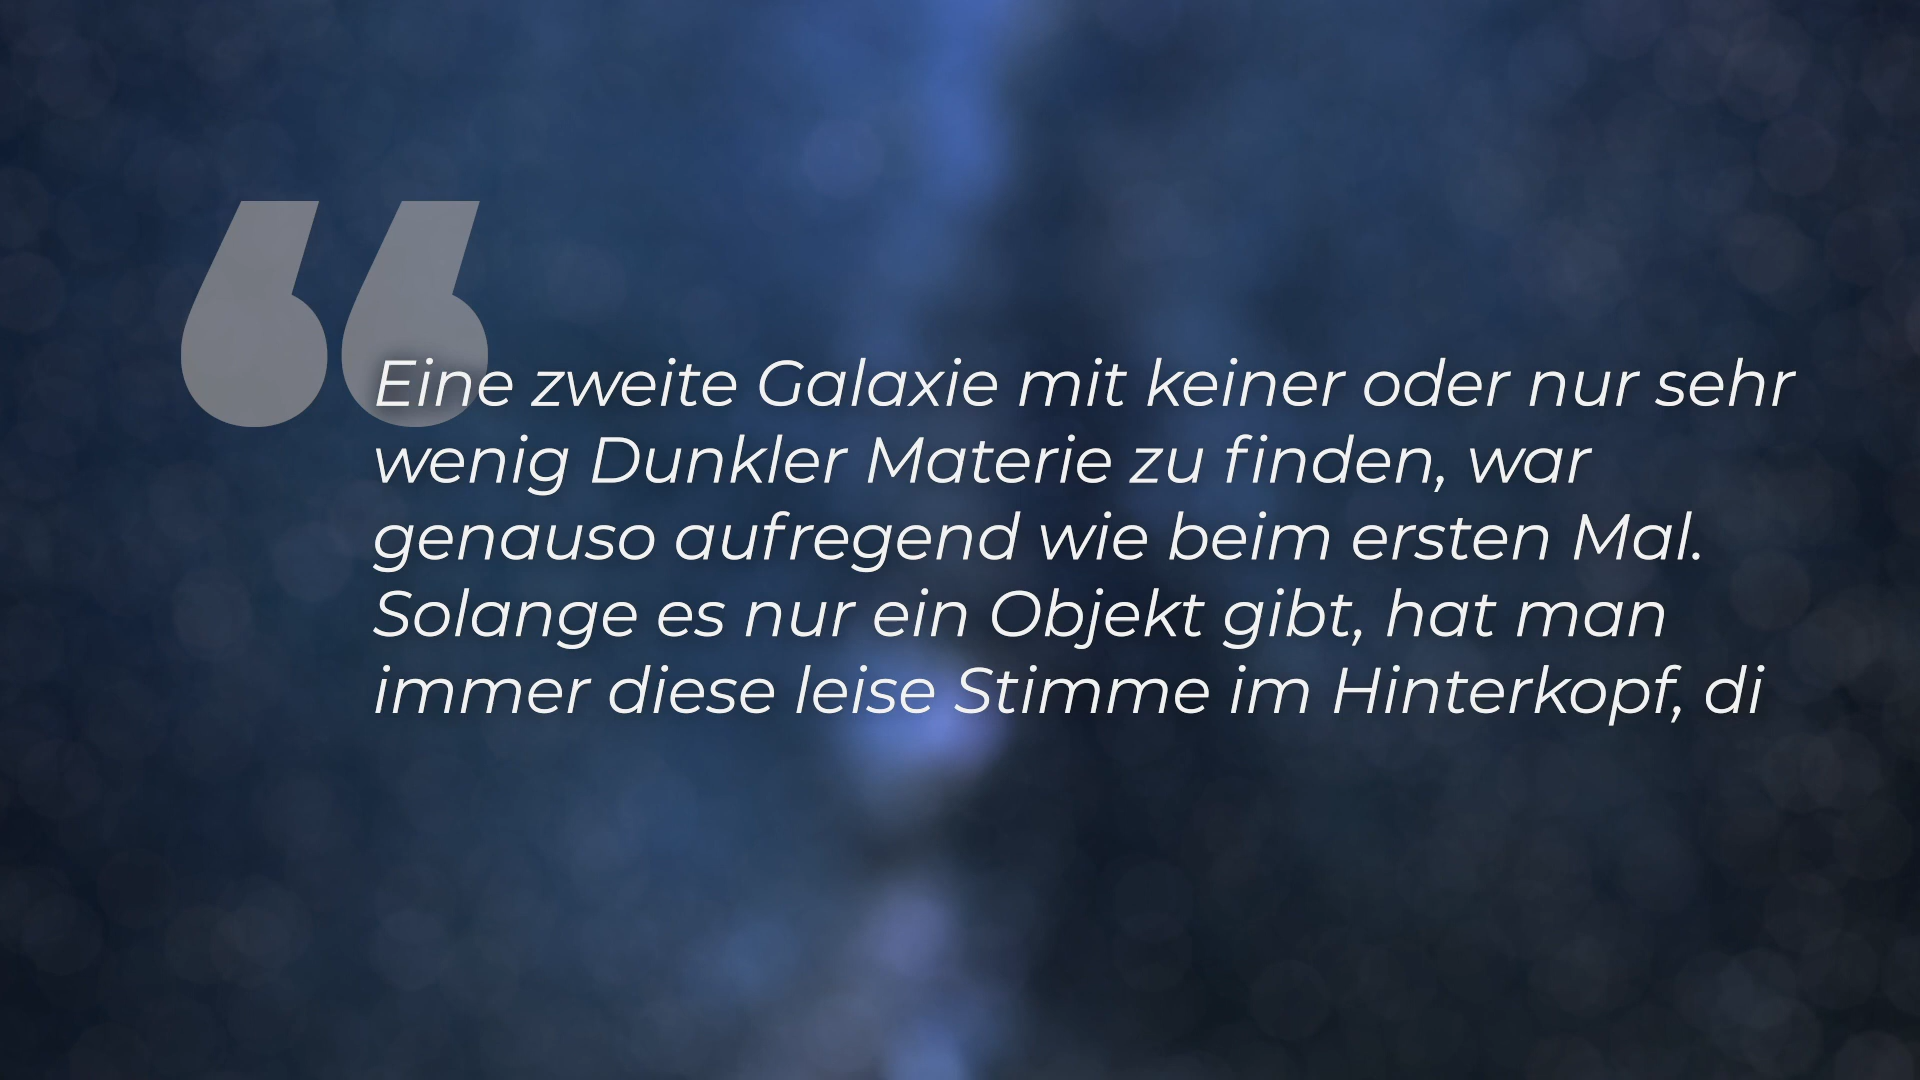 Eine zweite Galaxie mit keiner oder nur sehr
wenig Dunkler Materie zu finden, war
genauso aufregend wie beim ersten Mal.
Solange es nur ein Objekt gibt, hat man
immer diese leise Stimme im Hinterkopf, di